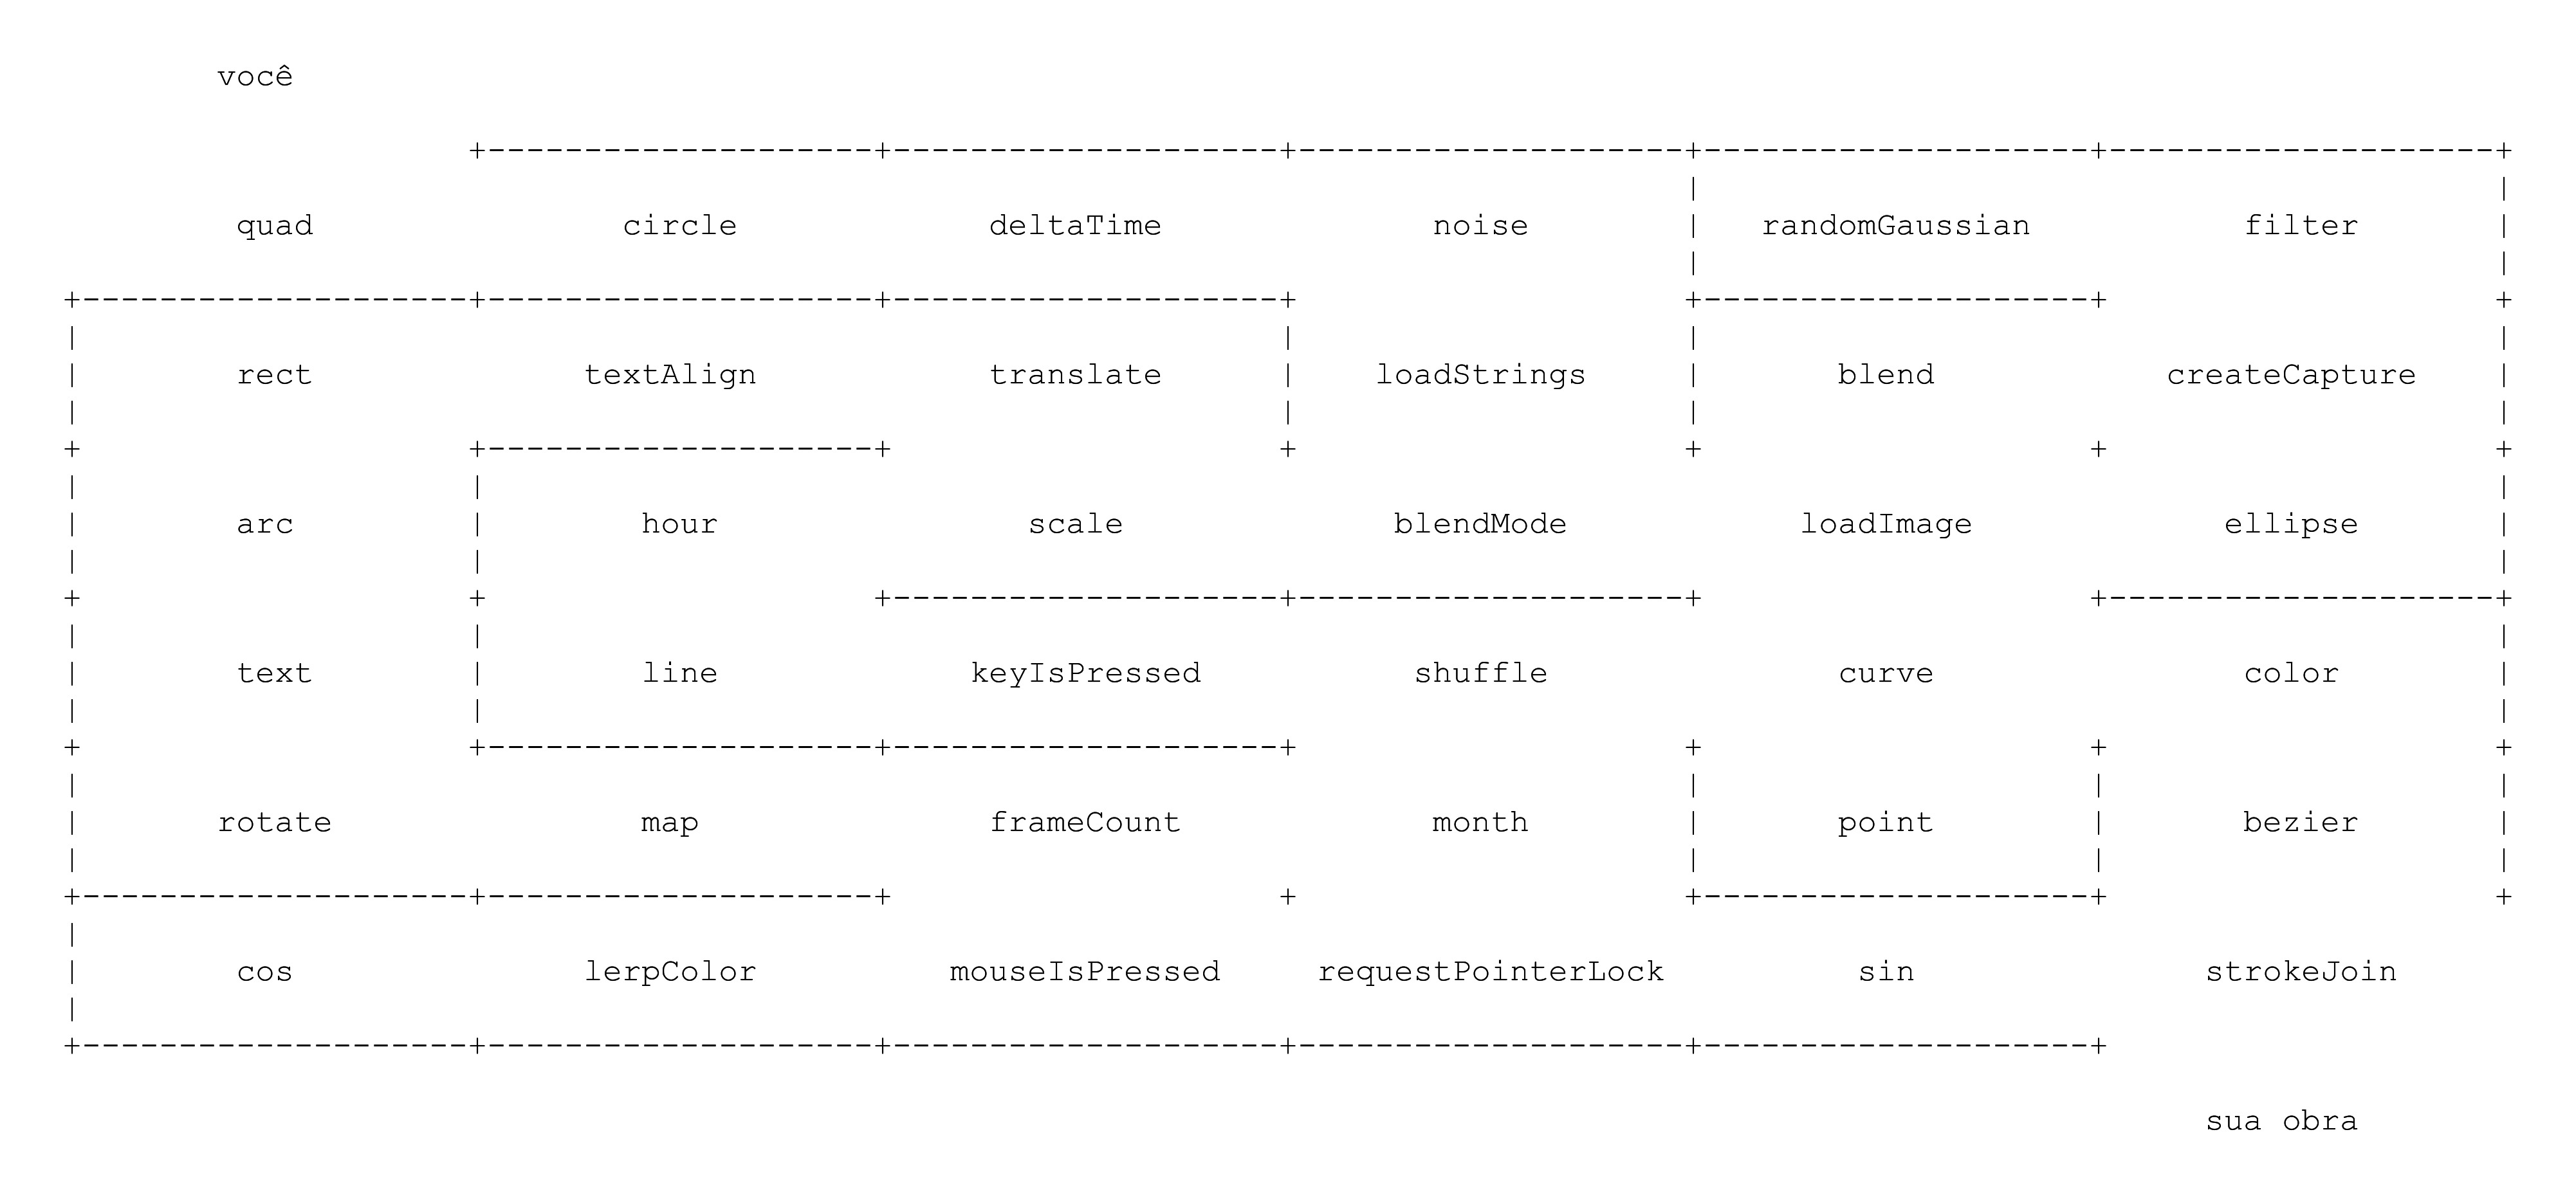 você
quad circle deltaTime noise randomGaussian filter
rect textAlign translate loadStrings blend createCapture
arc hour scale blendMode loadImage ellipse
text line keyIsPressed shuffle curve color
rotate map frameCount month point bezier
cos lerpColor mouseIsPressed requestPointerLock sin strokeJoin
sua obra